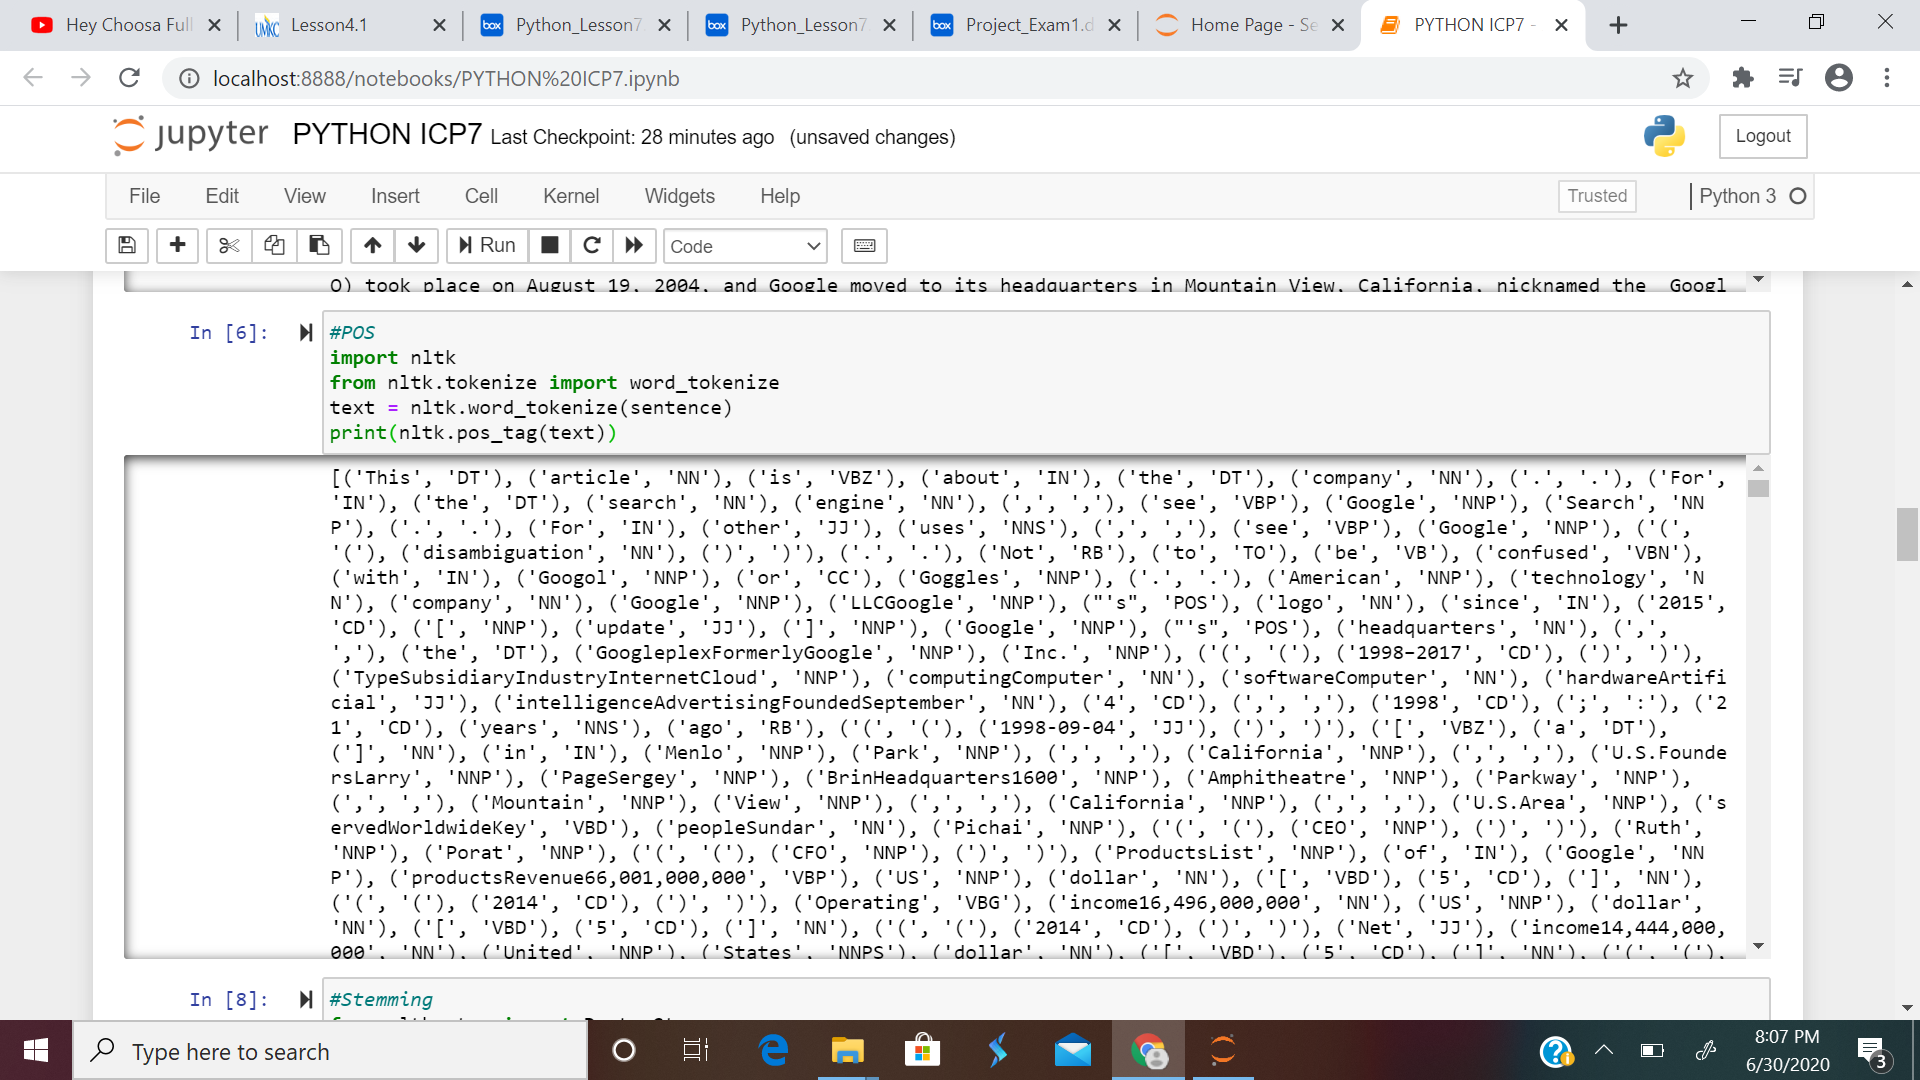 Hey Choosa Full
Lesson4.1
Python_Lesson7
Python_Lesson7
Project_Exam1.d
Home Page - Se
PYTHON ICP7 -
localhost:8888/notebooks/PYTHON%20ICP7.ipynb
jupyter PYTHON ICP7 Last Checkpoint: 28 minutes ago (unsaved changes)
Logout
File Edit View Insert Cell Kernel Widgets Help
Trusted Python 3
Run Code
O) took place on August 19, 2004, and Google moved to its headquarters in Mountain View, California, nicknamed the Googl
In [6]:
#POS
import nltk
from nltk.tokenize import word_tokenize
text = nltk.word_tokenize(sentence)
print(nltk.pos_tag(text))
[('This', 'DT'), ('article', 'NN'), ('is', 'VBZ'), ('about', 'IN'), ('the', 'DT'), ('company', 'NN'), ('.', '.'), ('For',
'IN'), ('the', 'DT'), ('search', 'NN'), ('engine', 'NN'), (',', ','), ('see', 'VBP'), ('Google', 'NNP'), ('Search', 'NN
P'), ('.', '.'), ('For', 'IN'), ('other', 'JJ'), ('uses', 'NNS'), (',', ','), ('see', 'VBP'), ('Google', 'NNP'), ('(',
'('), ('disambiguation', 'NN'), (')', ')'), ('.', '.'), ('Not', 'RB'), ('to', 'TO'), ('be', 'VB'), ('confused', 'VBN'),
('with', 'IN'), ('Googol', 'NNP'), ('or', 'CC'), ('Goggles', 'NNP'), ('.', '.'), ('American', 'NNP'), ('technology', 'N
N'), ('company', 'NN'), ('Google', 'NNP'), ('LLCGoogle', 'NNP'), ("'s", 'POS'), ('logo', 'NN'), ('since', 'IN'), ('2015',
'CD'), ('[', 'NNP'), ('update', 'JJ'), (']', 'NNP'), ('Google', 'NNP'), ("'s", 'POS'), ('headquarters', 'NN'), (',',
','), ('the', 'DT'), ('GoogleplexFormerlyGoogle', 'NNP'), ('Inc.', 'NNP'), ('(', '('), ('1998–2017', 'CD'), (')', ')'),
('TypeSubsidiaryIndustryInternetCloud', 'NNP'), ('computingComputer', 'NN'), ('softwareComputer', 'NN'), ('hardwareArtifi
cial', 'JJ'), ('intelligenceAdvertisingFoundedSeptember', 'NN'), ('4', 'CD'), (',', ','), ('1998', 'CD'), (';', ':'), ('2
1', 'CD'), ('years', 'NNS'), ('ago', 'RB'), ('(', '('), ('1998-09-04', 'JJ'), (')', ')'), ('[', 'VBZ'), ('a', 'DT'),
(']', 'NN'), ('in', 'IN'), ('Menlo', 'NNP'), ('Park', 'NNP'), (',', ','), ('California', 'NNP'), (',', ','), ('U.S.Founde
rsLarry', 'NNP'), ('PageSergey', 'NNP'), ('BrinHeadquarters1600', 'NNP'), ('Amphitheatre', 'NNP'), ('Parkway', 'NNP'),
(',', ','), ('Mountain', 'NNP'), ('View', 'NNP'), (',', ','), ('California', 'NNP'), (',', ','), ('U.S.Area', 'NNP'), ('s
ervedWorldwideKey', 'VBD'), ('peopleSundar', 'NN'), ('Pichai', 'NNP'), ('(', '('), ('CEO', 'NNP'), (')', ')'), ('Ruth',
'NNP'), ('Porat', 'NNP'), ('(', '('), ('CFO', 'NNP'), (')', ')'), ('ProductsList', 'NNP'), ('of', 'IN'), ('Google', 'NN
P'), ('productsRevenue66,001,000,000', 'VBP'), ('US', 'NNP'), ('dollar', 'NN'), ('[', 'VBD'), ('5', 'CD'), (']', 'NN'),
('(', '('), ('2014', 'CD'), (')', ')'), ('Operating', 'VBG'), ('income16,496,000,000', 'NN'), ('US', 'NNP'), ('dollar',
'NN'), ('[', 'VBD'), ('5', 'CD'), (']', 'NN'), ('(', '('), ('2014', 'CD'), (')', ')'), ('Net', 'JJ'), ('income14,444,000,
000', 'NN'), ('United', 'NNP'), ('States', 'NNPS'), ('dollar', 'NN'), ('[', 'VBD'), ('5', 'CD'), (']', 'NN'), ('(', '('),
In [8]:
#Stemming
Type here to search
8:07 PM
6/30/2020
3